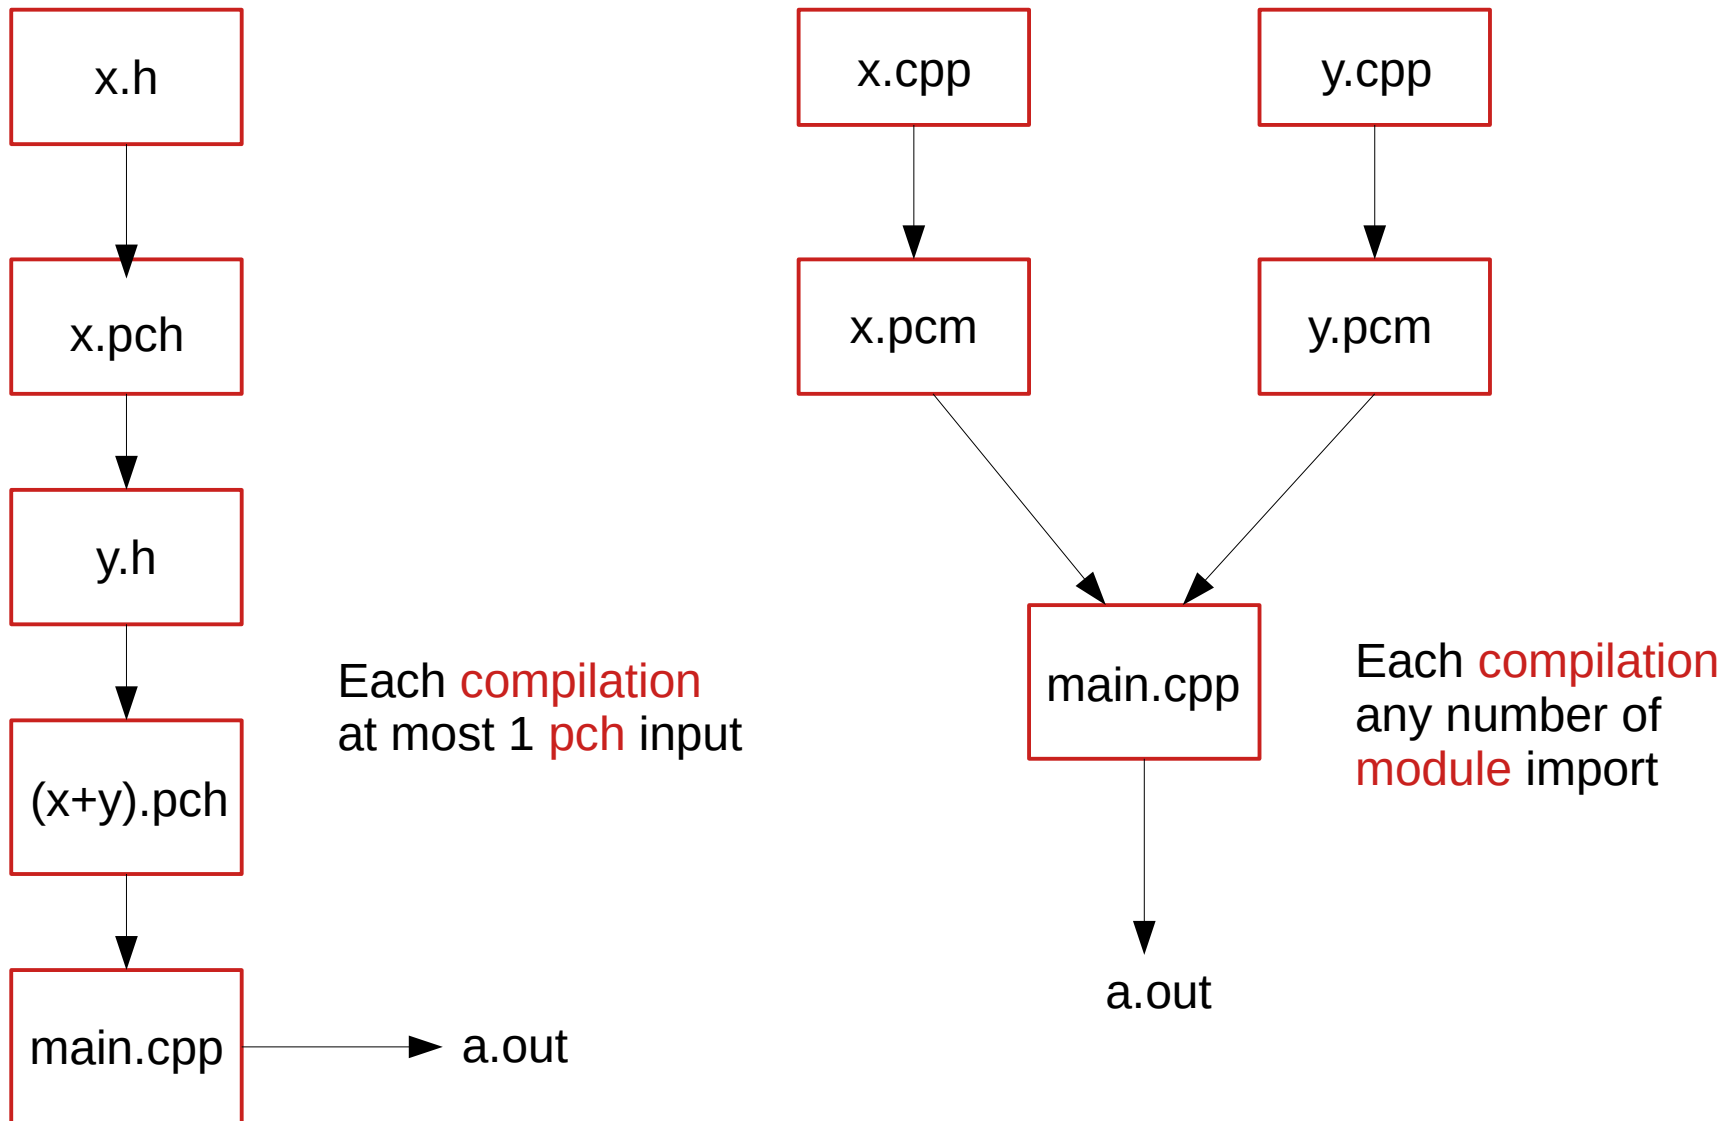 x.h
x.pch
y.h
(x+y).pch
main.cpp
a.out
Each compilation
at most 1 pch input
x.cpp
y.cpp
x.pcm
y.pcm
main.cpp
a.out
Each compilation
any number of
module import